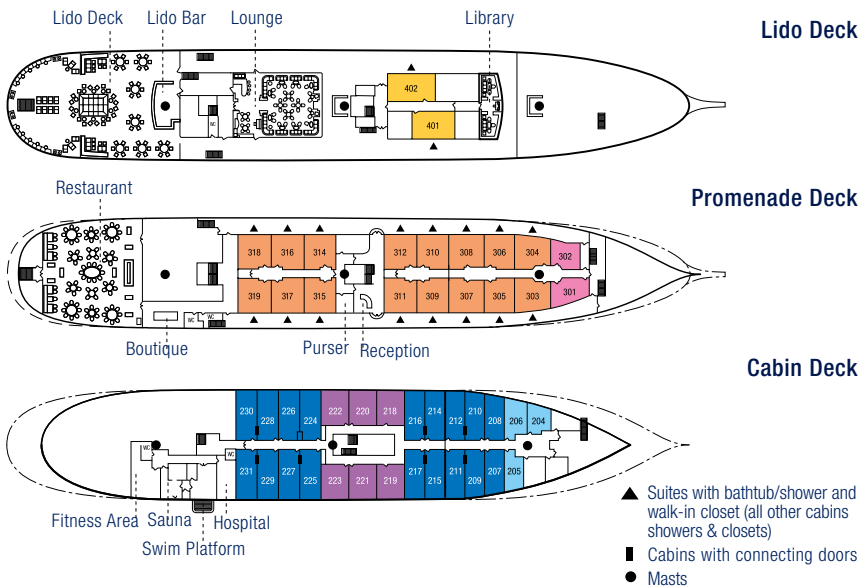 Lido Deck Lido Bar Lounge Library
Lido Deck
402
WC
401
Restaurant
Promenade Deck
318 316 314 312 310 308 306 304 302
319 317 315 311 309 307 305 303 301
WC WC
Boutique Purser Reception
Cabin Deck
230 228 226 224 222 220 218 216 214 212 210 208 206 204
WC
WC
231 229 227 225 223 221 219 217 215 211 209 207 205
Fitness Area Sauna Hospital
Swim Platform
Suites with bathtub/shower and
walk-in closet (all other cabins
showers & closets)
Cabins with connecting doors
Masts